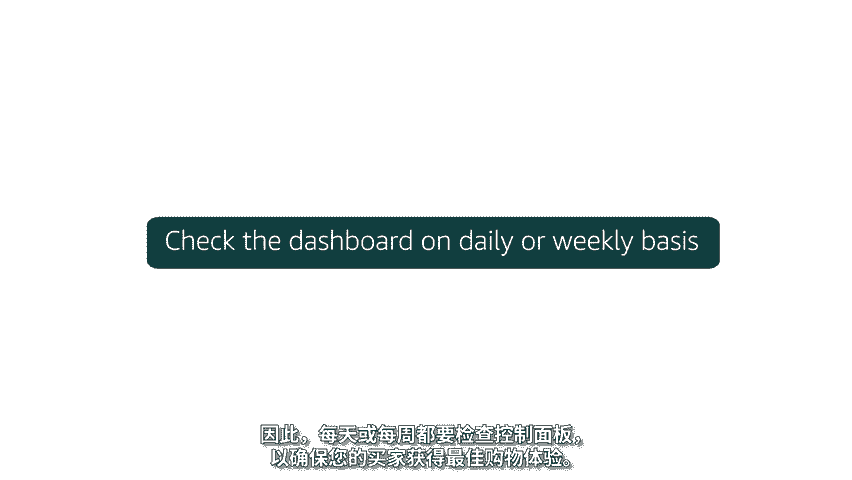 Check the dashboard on daily or weekly basis
因此，每天或每周都要检查控制面板，
以确保您的买家获得最佳购物体验。